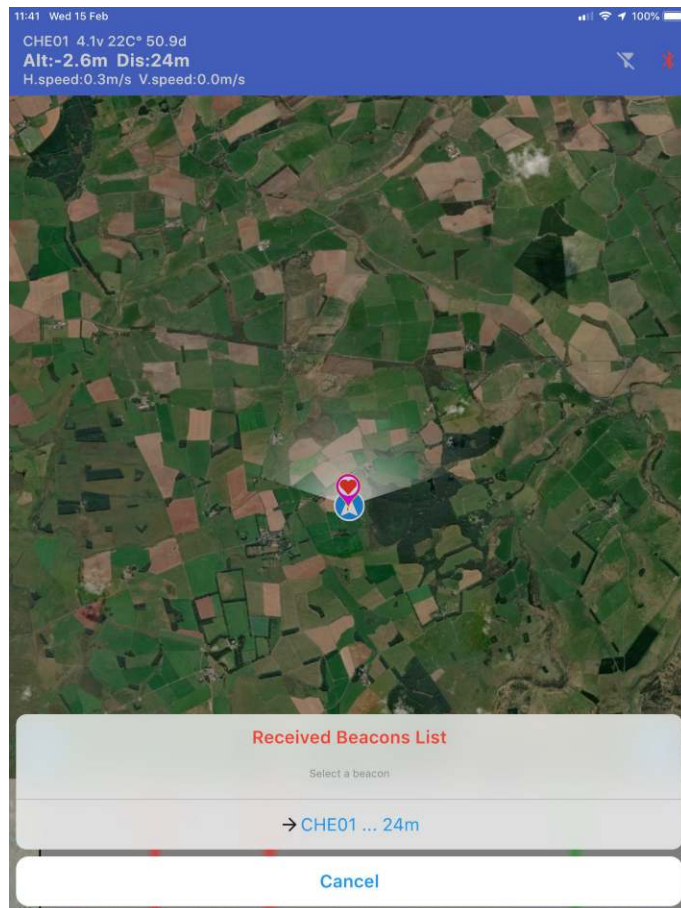 11:41 Wed 15 Feb
100%
CHE01 4.1v 22C° 50.9d
Alt:-2.6m Dis:24m
H.speed:0.3m/s V.speed:0.0m/s
Received Beacons List
Select a beacon
→CHE01 ... 24m
Cancel